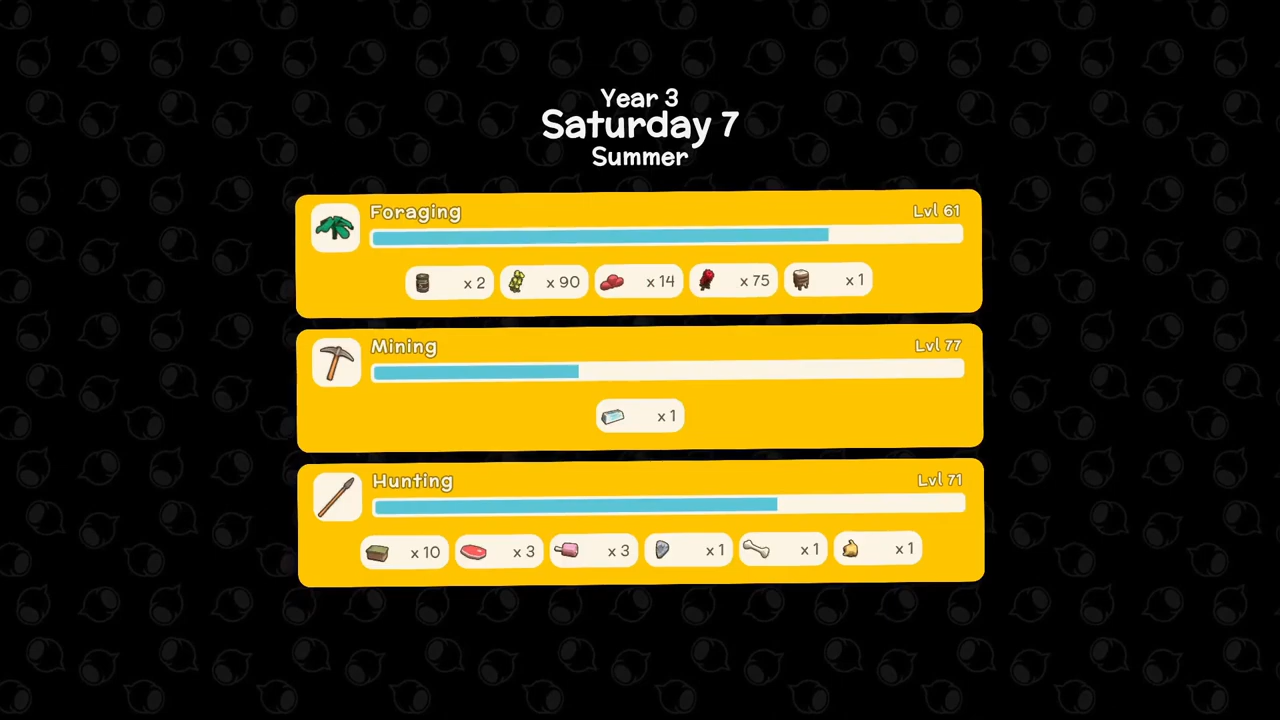 Year 3
Saturday 7
Summer
Foraging Lvl 61
x 2 x 90 x 14 x 75 x 1
Mining Lvl 77
x 1
Hunting Lvl 71
x 10 x 3 x 3 x 1 x 1 x 1